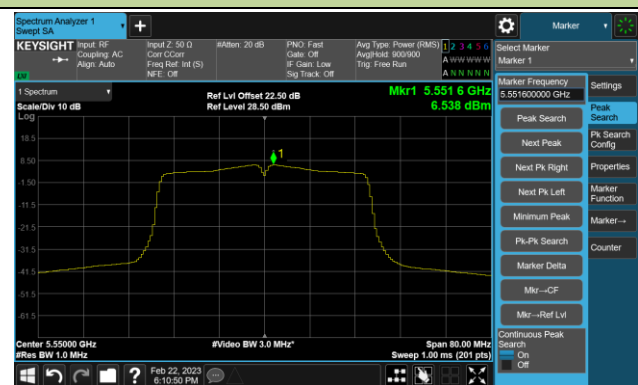 Spectrum Analyzer 1
Swept SA
+
Marker
KEYSIGHT
Input: RF
Coupling: AC
Align: Auto
Input Z: 50 Ω
Corr CCorr
Freq Ref: Int (S)
NFE: Off
#Atten: 20 dB
PNO: Fast
Gate: Off
IF Gain: Low
Sig Track: Off
Avg Type: Power (RMS)
Avg|Hold: 900/900
Trig: Free Run
1 2 3 4 5 6
A W W W W W
A N N N N N
LXI
Select Marker
Marker 1
1 Spectrum
Scale/Div 10 dB
Log
Ref Lvl Offset 22.50 dB
Ref Level 28.50 dBm
Mkr1 5.551 6 GHz
6.538 dBm
18.5
8.50
-1.50
-11.5
-21.5
-31.5
-41.5
-51.5
-61.5
1
Center 5.55000 GHz
#Res BW 1.0 MHz
#Video BW 3.0 MHz*
Span 80.00 MHz
Sweep 1.00 ms (201 pts)
Marker Frequency
5.551600000 GHz
Peak Search
Next Peak
Next Pk Right
Next Pk Left
Minimum Peak
Pk-Pk Search
Marker Delta
Mkr→CF
Mkr→Ref Lvl
Continuous Peak
Search
On
Off
Settings
Peak
Search
Pk Search
Config
Properties
Marker
Function
Marker→
Counter
?
Feb 22, 2023
6:10:50 PM